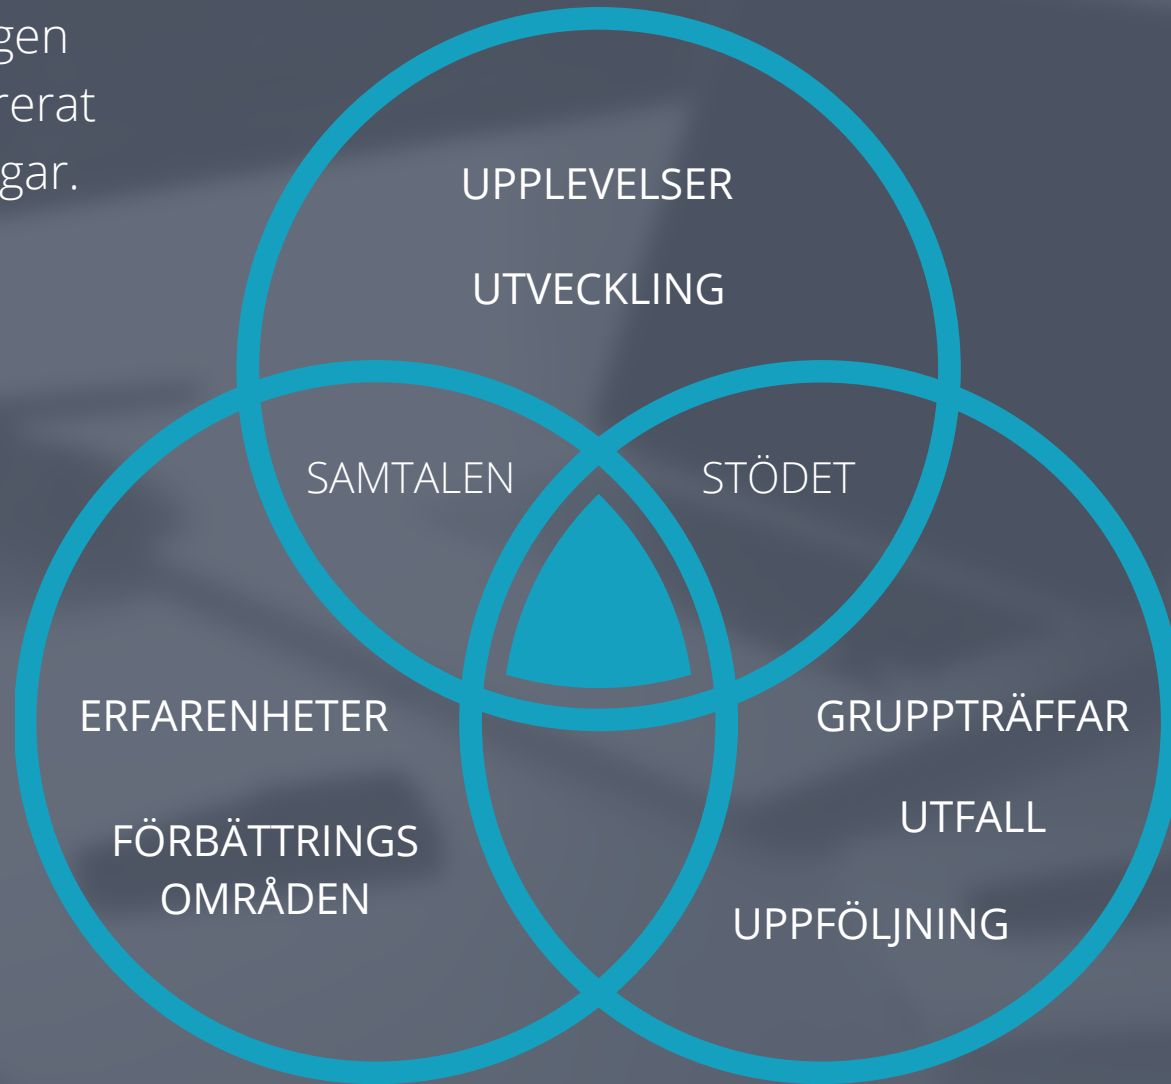 gen
rerat
gar.
UPPLEVELSER
UTVECKLING
SAMTALEN
STÖDET
ERFARENHETER
GRUPPTRÄFFAR
FÖRBÄTTRINGS
OMRÅDEN
UTFALL
UPPFÖLJNING